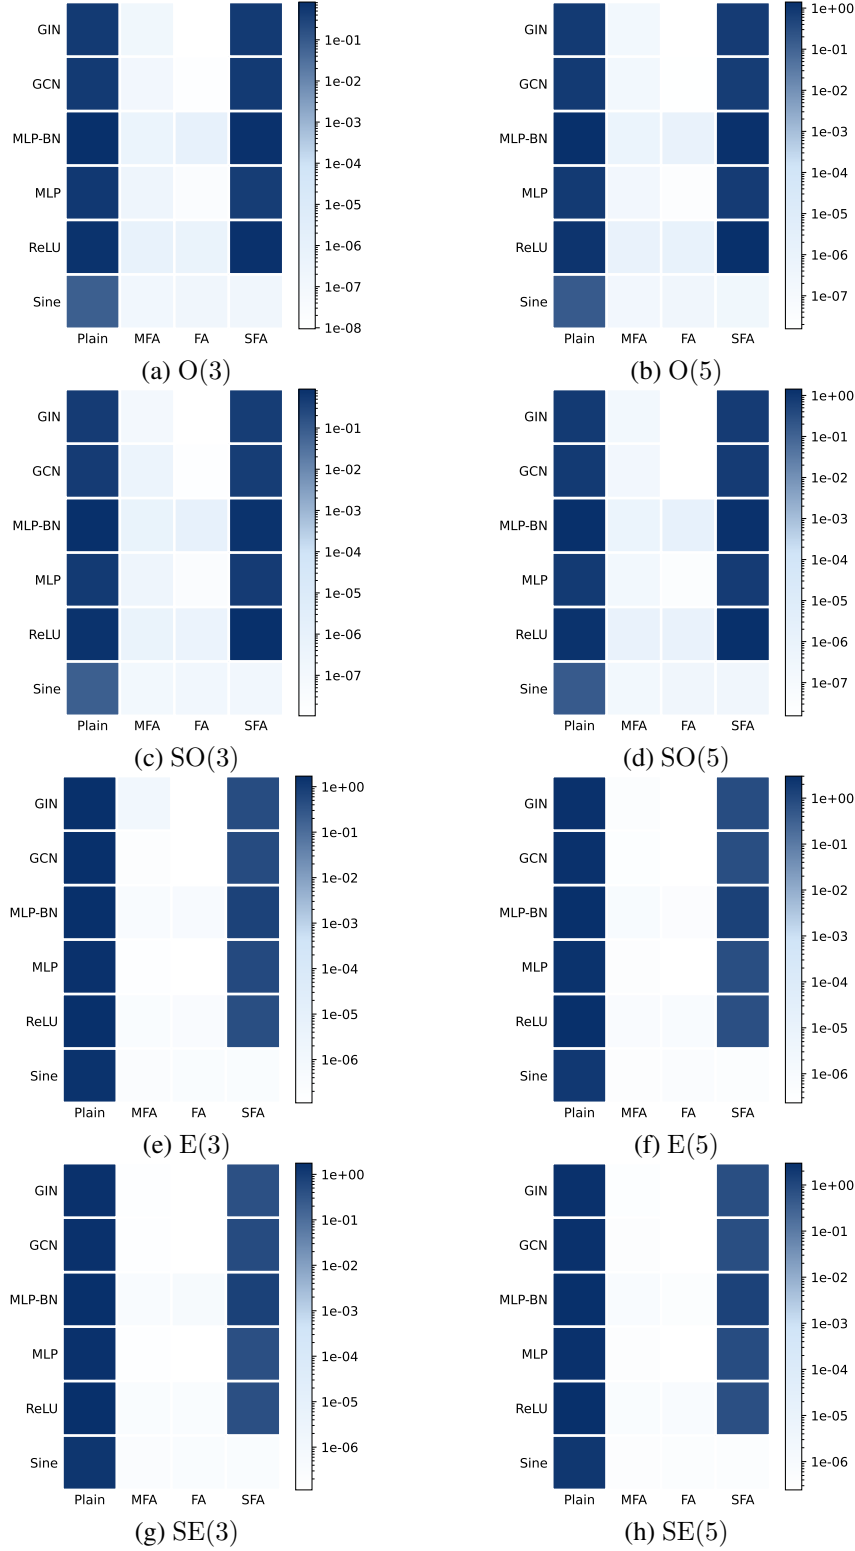 GIN
GCN
MLP-BN
MLP
ReLU
Sine
Plain MFA FA SFA
1e-01
1e-02
1e-03
1e-04
1e-05
1e-06
1e-07
1e-08
(a) O(3)
GIN
GCN
MLP-BN
MLP
ReLU
Sine
Plain MFA FA SFA
1e+00
1e-01
1e-02
1e-03
1e-04
1e-05
1e-06
1e-07
(b) O(5)
GIN
GCN
MLP-BN
MLP
ReLU
Sine
Plain MFA FA SFA
1e-01
1e-02
1e-03
1e-04
1e-05
1e-06
1e-07
(c) SO(3)
GIN
GCN
MLP-BN
MLP
ReLU
Sine
Plain MFA FA SFA
1e+00
1e-01
1e-02
1e-03
1e-04
1e-05
1e-06
1e-07
(d) SO(5)
GIN
GCN
MLP-BN
MLP
ReLU
Sine
Plain MFA FA SFA
1e+00
1e-01
1e-02
1e-03
1e-04
1e-05
1e-06
(e) E(3)
GIN
GCN
MLP-BN
MLP
ReLU
Sine
Plain MFA FA SFA
1e+00
1e-01
1e-02
1e-03
1e-04
1e-05
1e-06
(f) E(5)
GIN
GCN
MLP-BN
MLP
ReLU
Sine
Plain MFA FA SFA
1e+00
1e-01
1e-02
1e-03
1e-04
1e-05
1e-06
(g) SE(3)
GIN
GCN
MLP-BN
MLP
ReLU
Sine
Plain MFA FA SFA
1e+00
1e-01
1e-02
1e-03
1e-04
1e-05
1e-06
(h) SE(5)